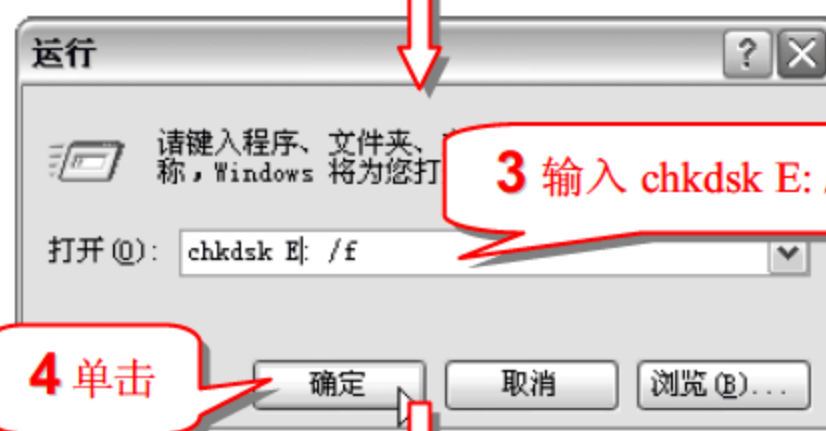 运行
请键入程序、文件夹、
称，Windows 将为您打
3 输入 chkdsk E:
打开(O): chkdsk E: /f
4 单击
确定 取消 浏览(B)...